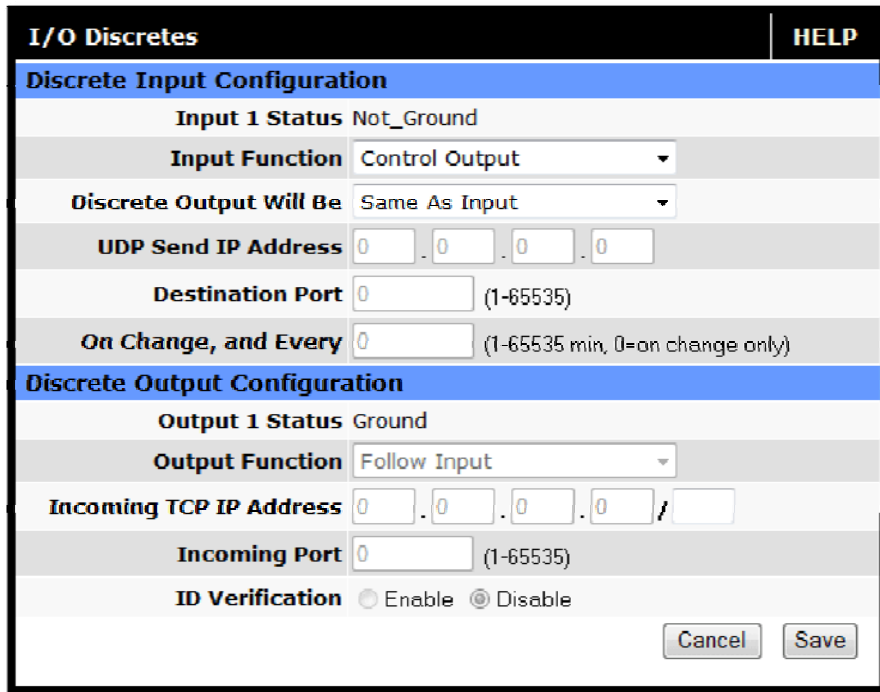 I/O Discretes HELP
Discrete Input Configuration
Input 1 Status Not_Ground
Input Function Control Output
Discrete Output Will Be Same As Input
UDP Send IP Address 0 . 0 . 0 . 0
Destination Port 0 (1-65535)
On Change, and Every 0 (1-65535 min, 0=on change only)
Discrete Output Configuration
Output 1 Status Ground
Output Function Follow Input
Incoming TCP IP Address 0 . 0 . 0 . 0 /
Incoming Port 0 (1-65535)
ID Verification Enable Disable
Cancel Save